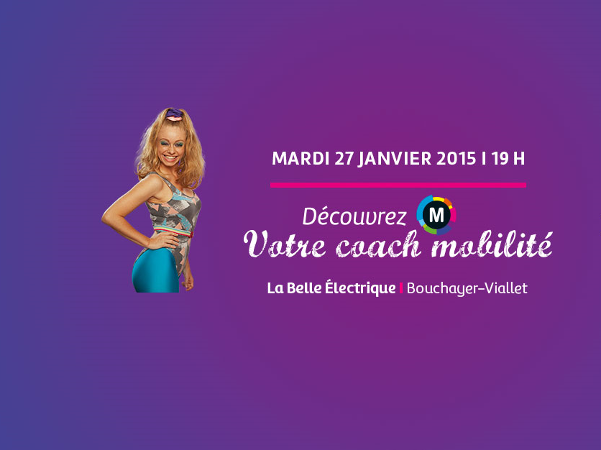 MARDI 27 JANVIER 2015 I 19 H
Découvrez M
Votre coach mobilité
La Belle Électrique I Bouchayer-Viallet